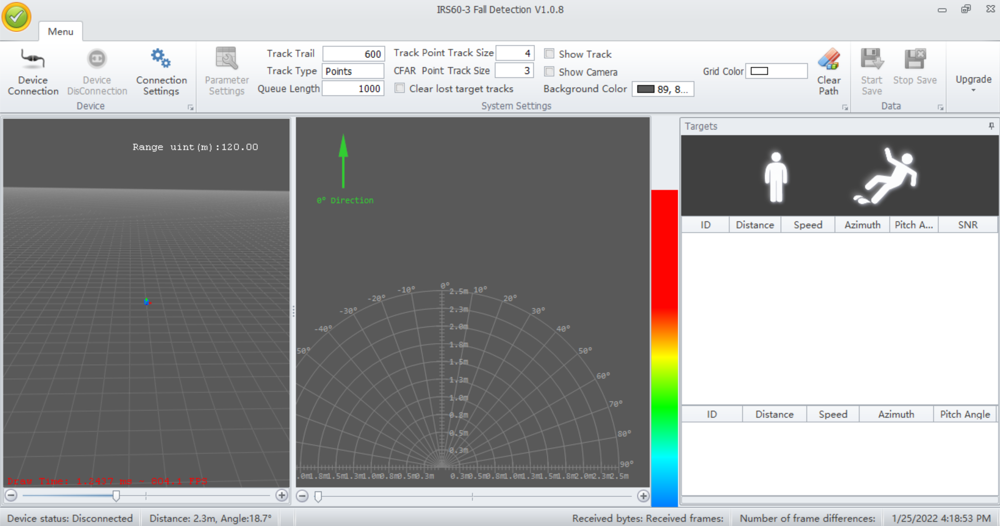 IRS60-3 Fall Detection V1.0.8
Menu
Device Connection
Device DisConnection
Connection Settings
Device
Parameter Settings
Track Trail 600
Track Type Points
Queue Length 1000
Track Point Track Size 4
CFAR Point Track Size 3
Clear lost target tracks
Show Track
Show Camera
Background Color 89, 8...
Grid Color
Clear Path
System Settings
Start Save
Stop Save
Data
Upgrade
Range uint(m):120.00
Draw Time: 1.2437 ms ~ 804.1 FPS
0° Direction
50° -40° -30° -20° -10° 0° 10° 20° 30° 40° 50° 60° 70° 80° 90°
2.5m
2.3m
2.0m
1.8m
1.5m
1.3m
1.0m
0.8m
0.5m
0.3m
.0m1.8m1.5m1.3m1.0m0.8m0.5m0.3m 0.3m0.5m0.8m1.0m1.3m1.5m1.8m2.0m2.3m2.5m
Targets
ID Distance Speed Azimuth Pitch A... SNR
ID Distance Speed Azimuth Pitch Angle
Device status: Disconnected Distance: 2.3m, Angle:18.7° Received bytes: Received frames: Number of frame differences: 1/25/2022 4:18:53 PM